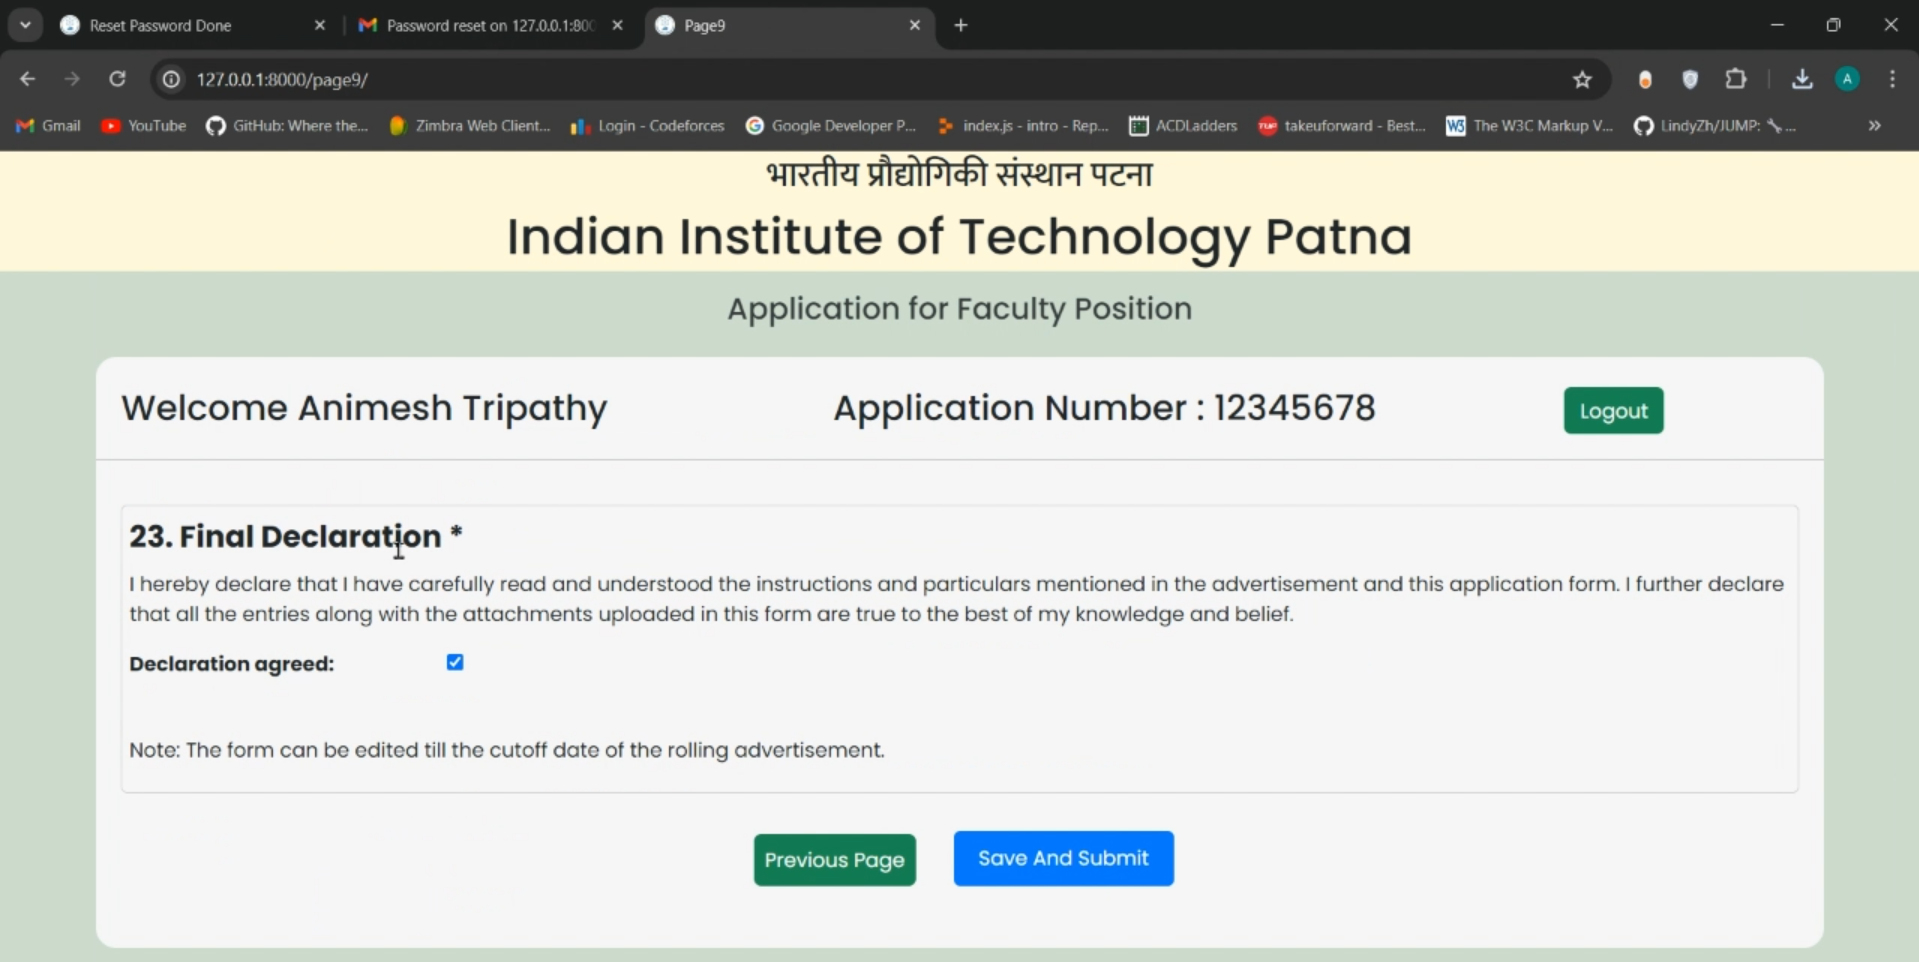 Reset Password Done
Password reset on 127.0.0.1:800
Page9
127.0.0.1:8000/page9/
A
Gmail
YouTube
GitHub: Where the...
Zimbra Web Client...
Login - Codeforces
Google Developer P...
index.js - intro - Rep...
ACDLadders
TUF
takeuforward - Best...
W3
The W3C Markup V...
LindyZh/JUMP: ...
»
भारतीय प्रौद्योगिकी संस्थान पटना
Indian Institute of Technology Patna
Application for Faculty Position
Welcome Animesh Tripathy
Application Number : 12345678
Logout
23. Final Declaration *
I hereby declare that I have carefully read and understood the instructions and particulars mentioned in the advertisement and this application form. I further declare
that all the entries along with the attachments uploaded in this form are true to the best of my knowledge and belief.
Declaration agreed:
Note: The form can be edited till the cutoff date of the rolling advertisement.
Previous Page
Save And Submit